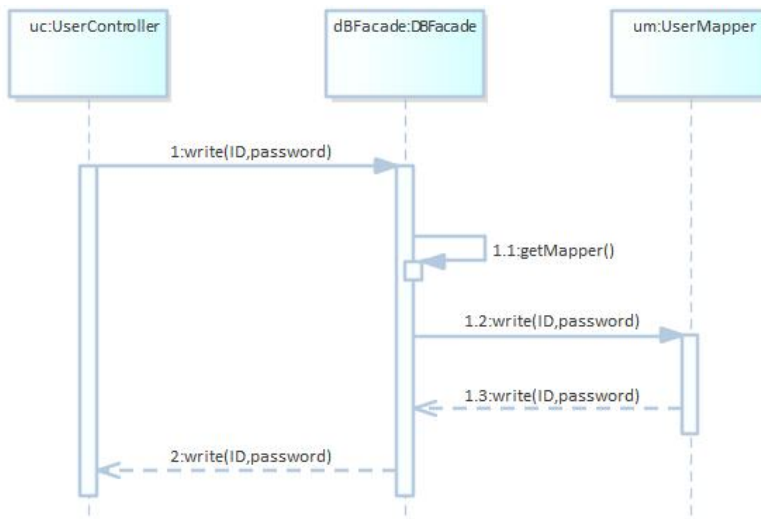 uc:UserController
dBFacade:DBFacade
um:UserMapper
1:write(ID,password)
1.1:getMapper()
1.2:write(ID,password)
1.3:write(ID,password)
2:write(ID,password)